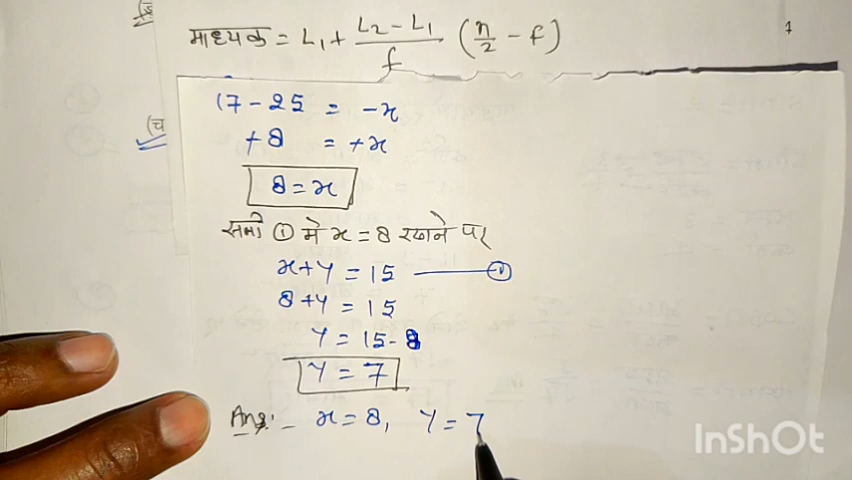 माध्यक = L₁ + (L₂ - L₁)/f (n/2 - f)
(च
17 - 25 = -x
+8 = +x
8 = x
समी ① मे x = 8 रखने पर
x + y = 15 ——— ①
8 + y = 15
y = 15 - 8
y = 7
Ans:- x = 8, y = 7
InShOt